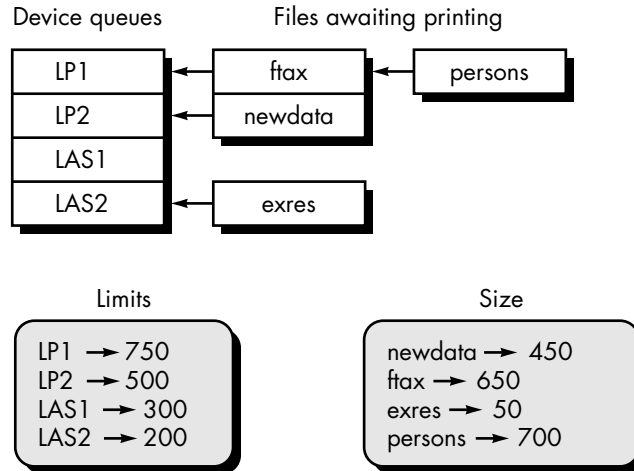 Device queues
Files awaiting printing
LP1
ftax
persons
LP2
newdata
LAS1
LAS2
exres
Limits
LP1 → 750
LP2 → 500
LAS1 → 300
LAS2 → 200
Size
newdata → 450
ftax → 650
exres → 50
persons → 700